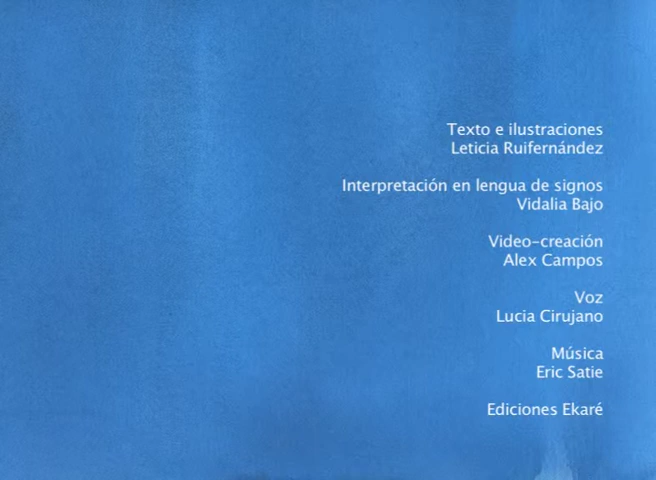 Texto e ilustraciones
Leticia Ruifernández
Interpretación en lengua de signos
Vidalia Bajo
Video-creación
Alex Campos
Voz
Lucia Cirujano
Música
Eric Satie
Ediciones Ekaré